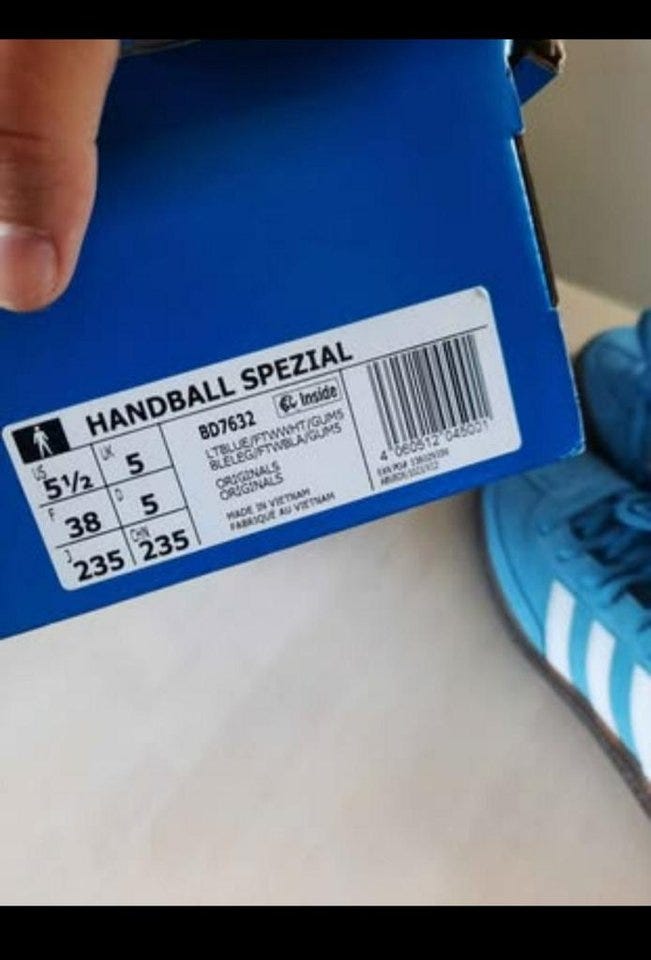 HANDBALL SPEZIAL
US 5½ UK 5
F 38 D 5
J 235 CHN 235
BD7632
Inside
LTBLUE/FTWWHT/GUM5
BLELEG/FTWBLA/GUM5
ORIGINALS
ORIGINALS
MADE IN VIETNAM
FABRIQUÉ AU VIETNAM
4 060512 045001